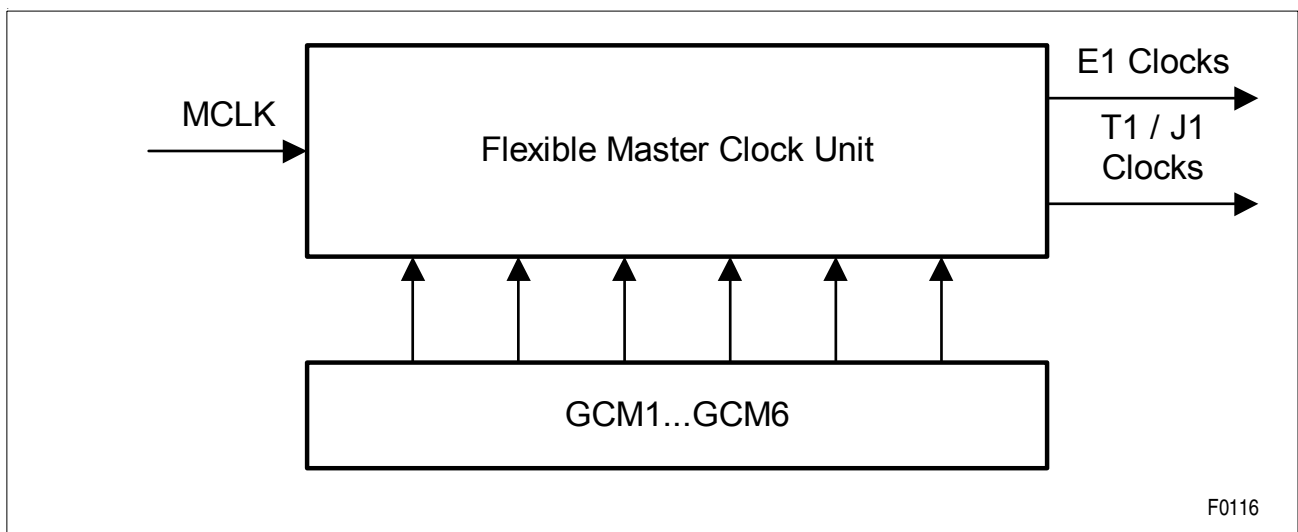 E1 Clocks
MCLK
T1 / J1
Clocks
Flexible Master Clock Unit
GCM1...GCM6
F0116